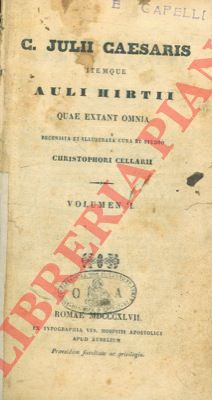 E CAPELLI
C. JULII CAESARIS
ITEMQUE
AULI HIRTII
QUAE EXTANT OMNIA
RECENSITA ET ILLUSTRATA CURA ET STUDIO
CHRISTOPHORI CELLARII
VOLUMEN
O A
ROMAE MDCCCXLVII.
EX TYPOGRAPHIA VEN. HOSPITII APOSTOLICI
APUD AURELIUM
Praesidum facultate ac privilegio.
Libreria Piani